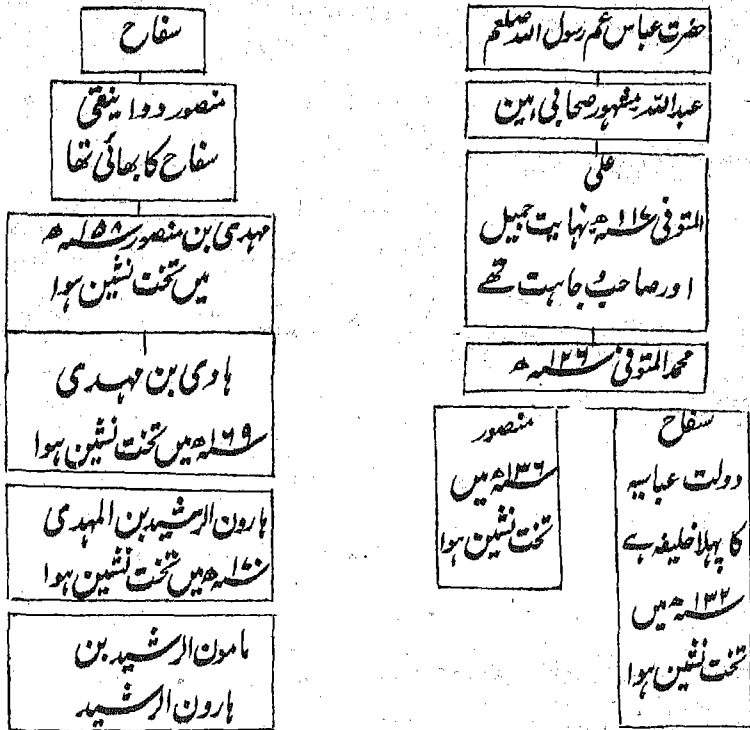 حضرت عباس عم رسول اللہ صلعم
عبداللہ مشہور صحابی ہین
علی
المتوفی ۱۱۷ھ نہایت جمیل
اور صاحب وجاہت تھے
محمد المتوفی ۱۲۶ھ
سفاح
دولت عباسیہ
کا پہلا خلیفہ ہے
۱۳۲ھ میں
تخت نشین ہوا
منصور
۱۳۶ھ میں
تخت نشین ہوا
سفاح
منصور دوانیقی
سفاح کا بھائی تھا
مہدی بن منصور ۱۵۸ھ
میں تخت نشین ہوا
ہادی بن مہدی
۱۶۹ھ میں تخت نشین ہوا
ہارون الرشید بن المہدی
۱۷۰ھ میں تخت نشین ہوا
مامون الرشید بن
ہارون الرشید